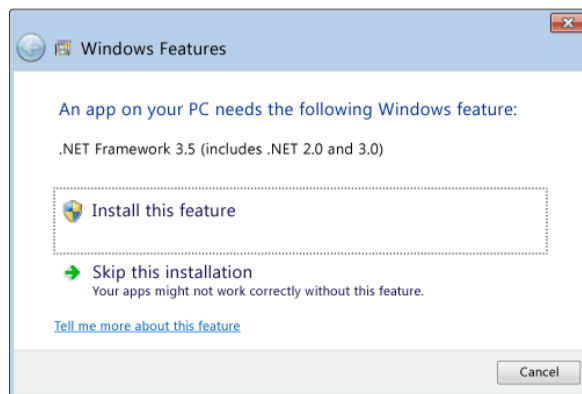 Windows Features
An app on your PC needs the following Windows feature:
.NET Framework 3.5 (includes .NET 2.0 and 3.0)
Install this feature
Skip this installation
Your apps might not work correctly without this feature.
Tell me more about this feature
Cancel